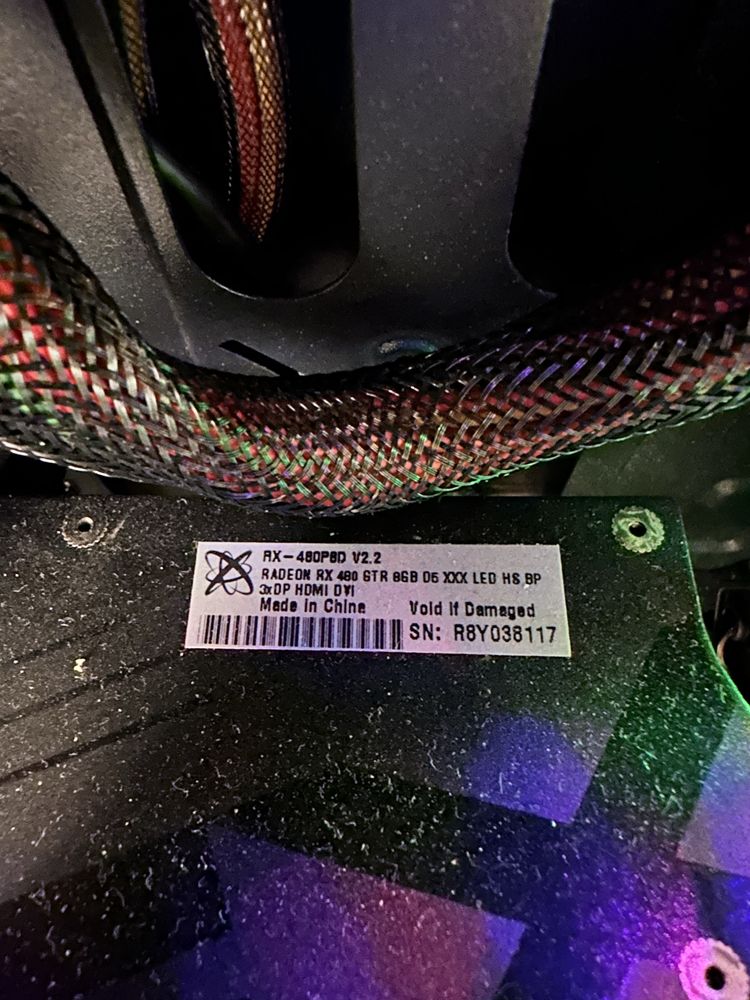 RX-480P8D V2.2
RADEON RX 480 GTR 8GB D5 XXX LED HS BP
3xDP HDMI DVI
Made in China
Void If Damaged
SN: R8Y038117